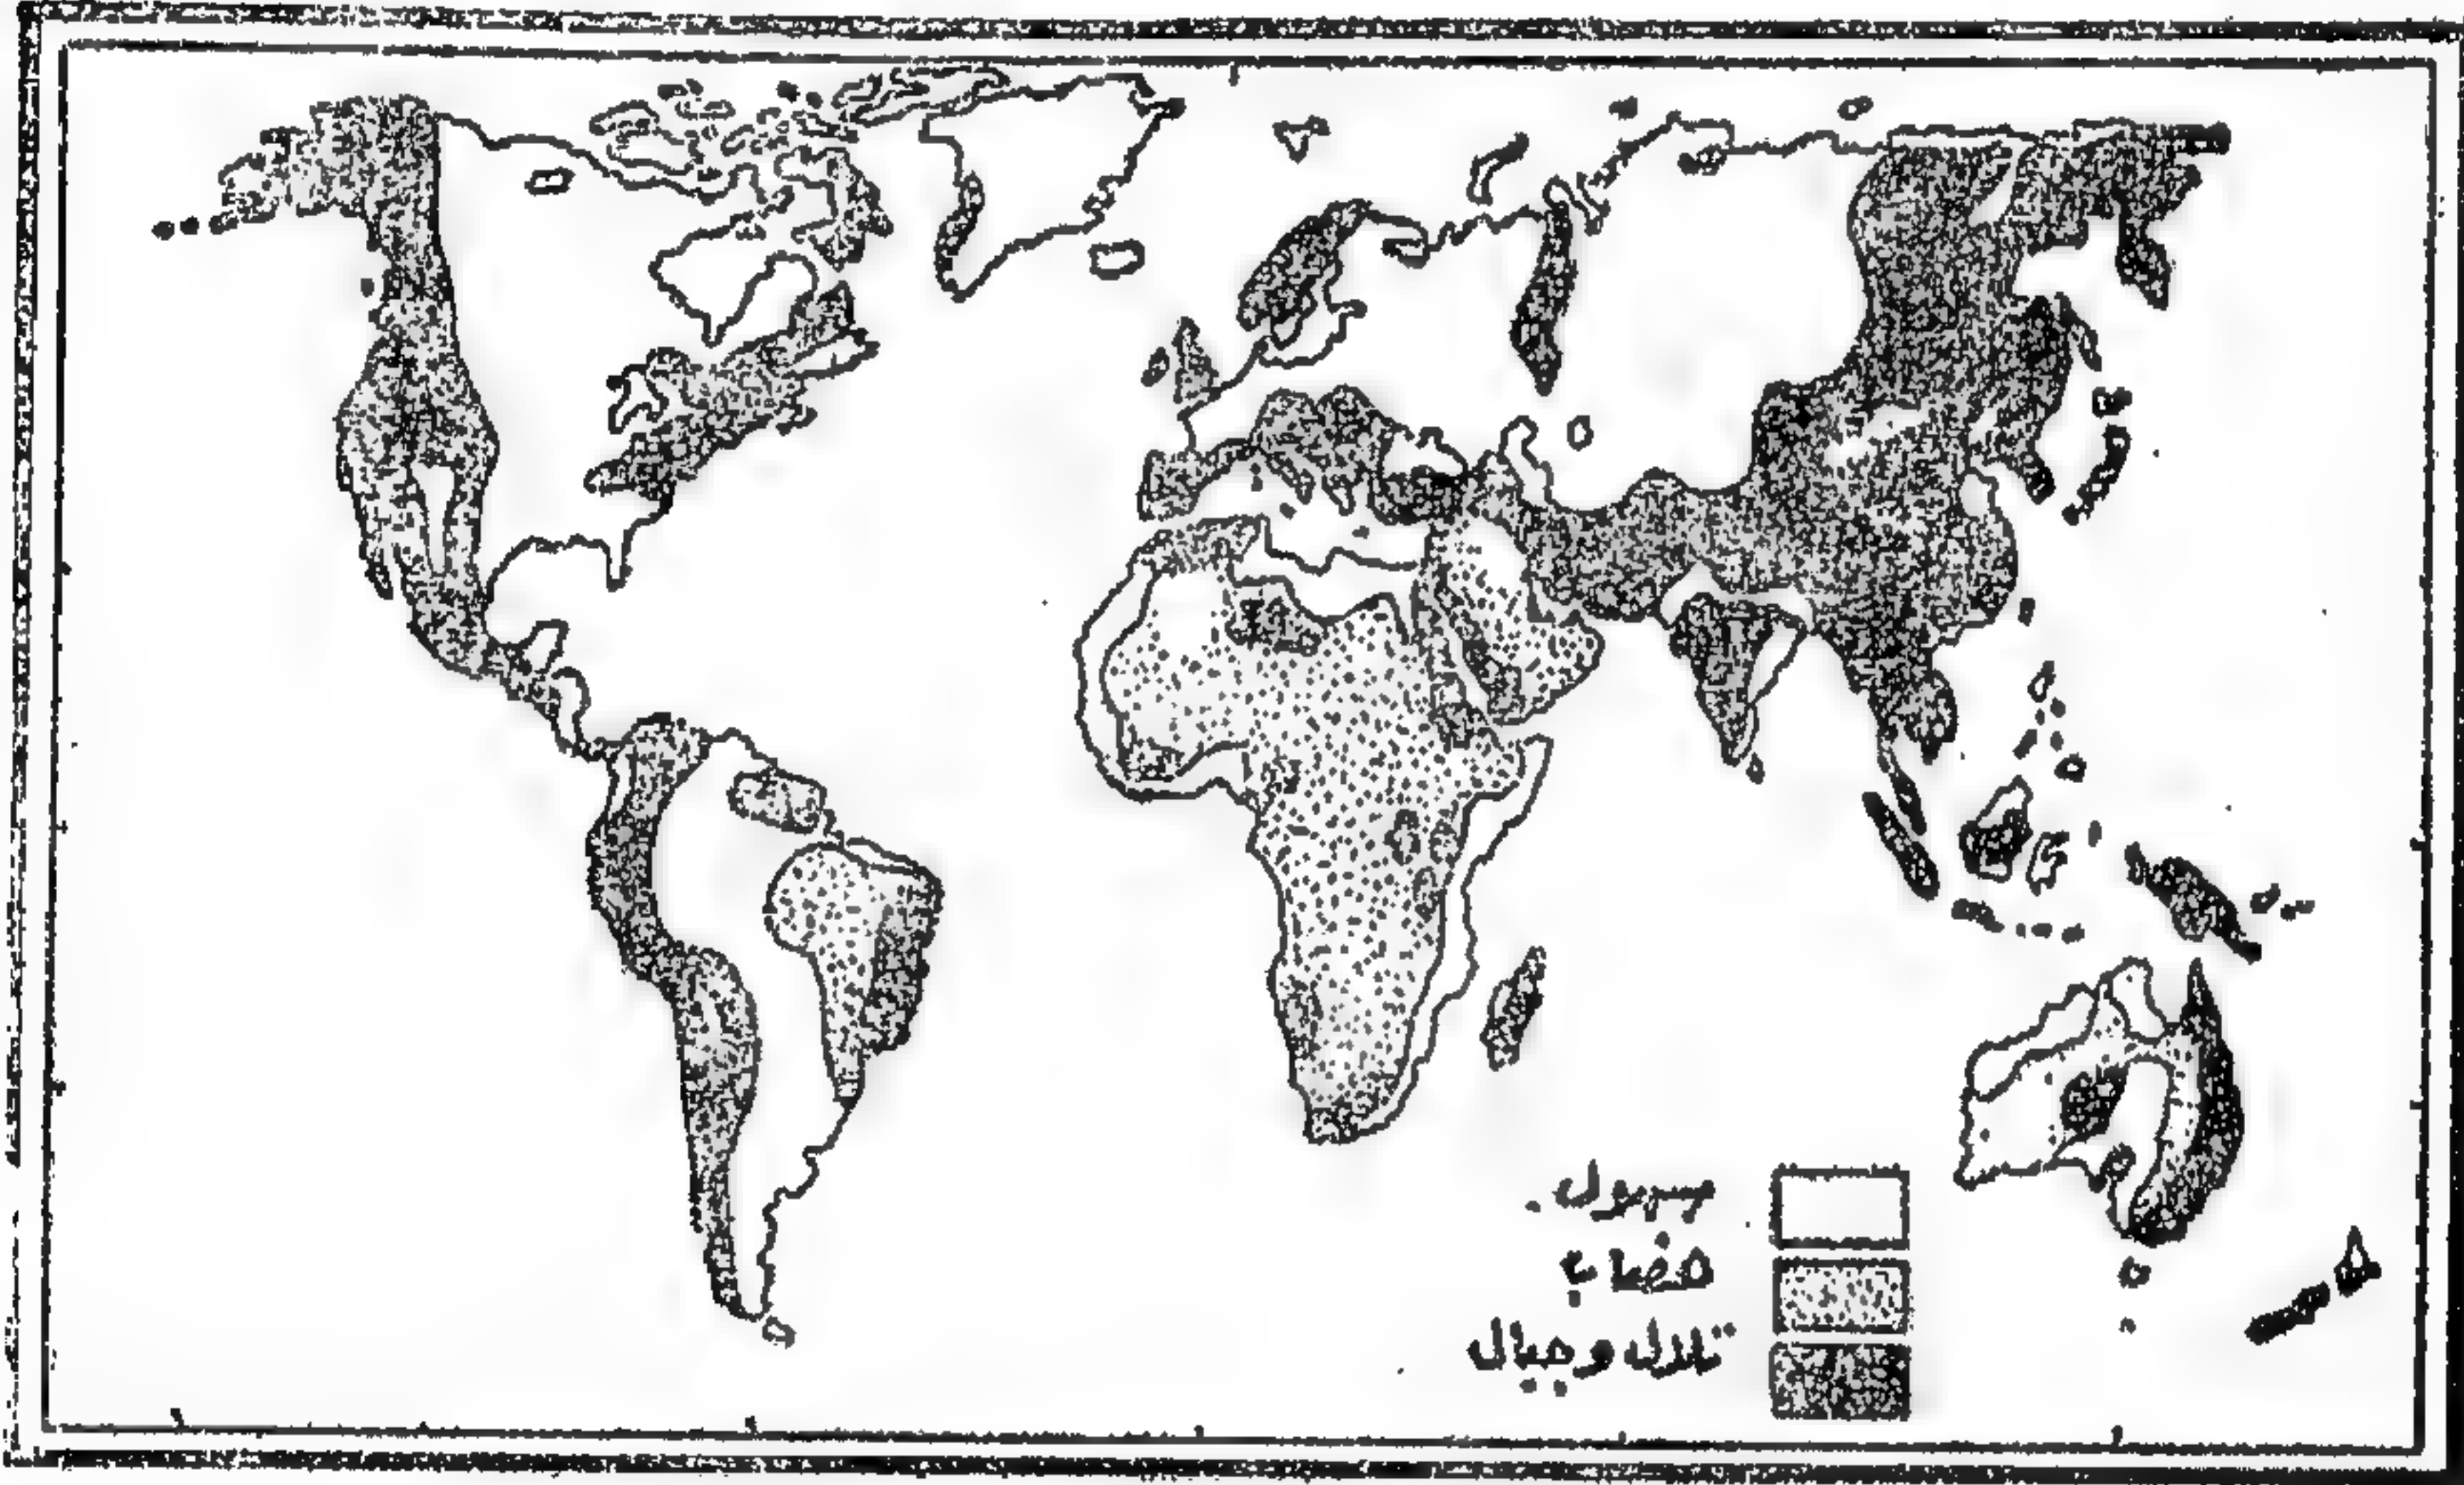 سهول.
هضاب
تلال وجبال